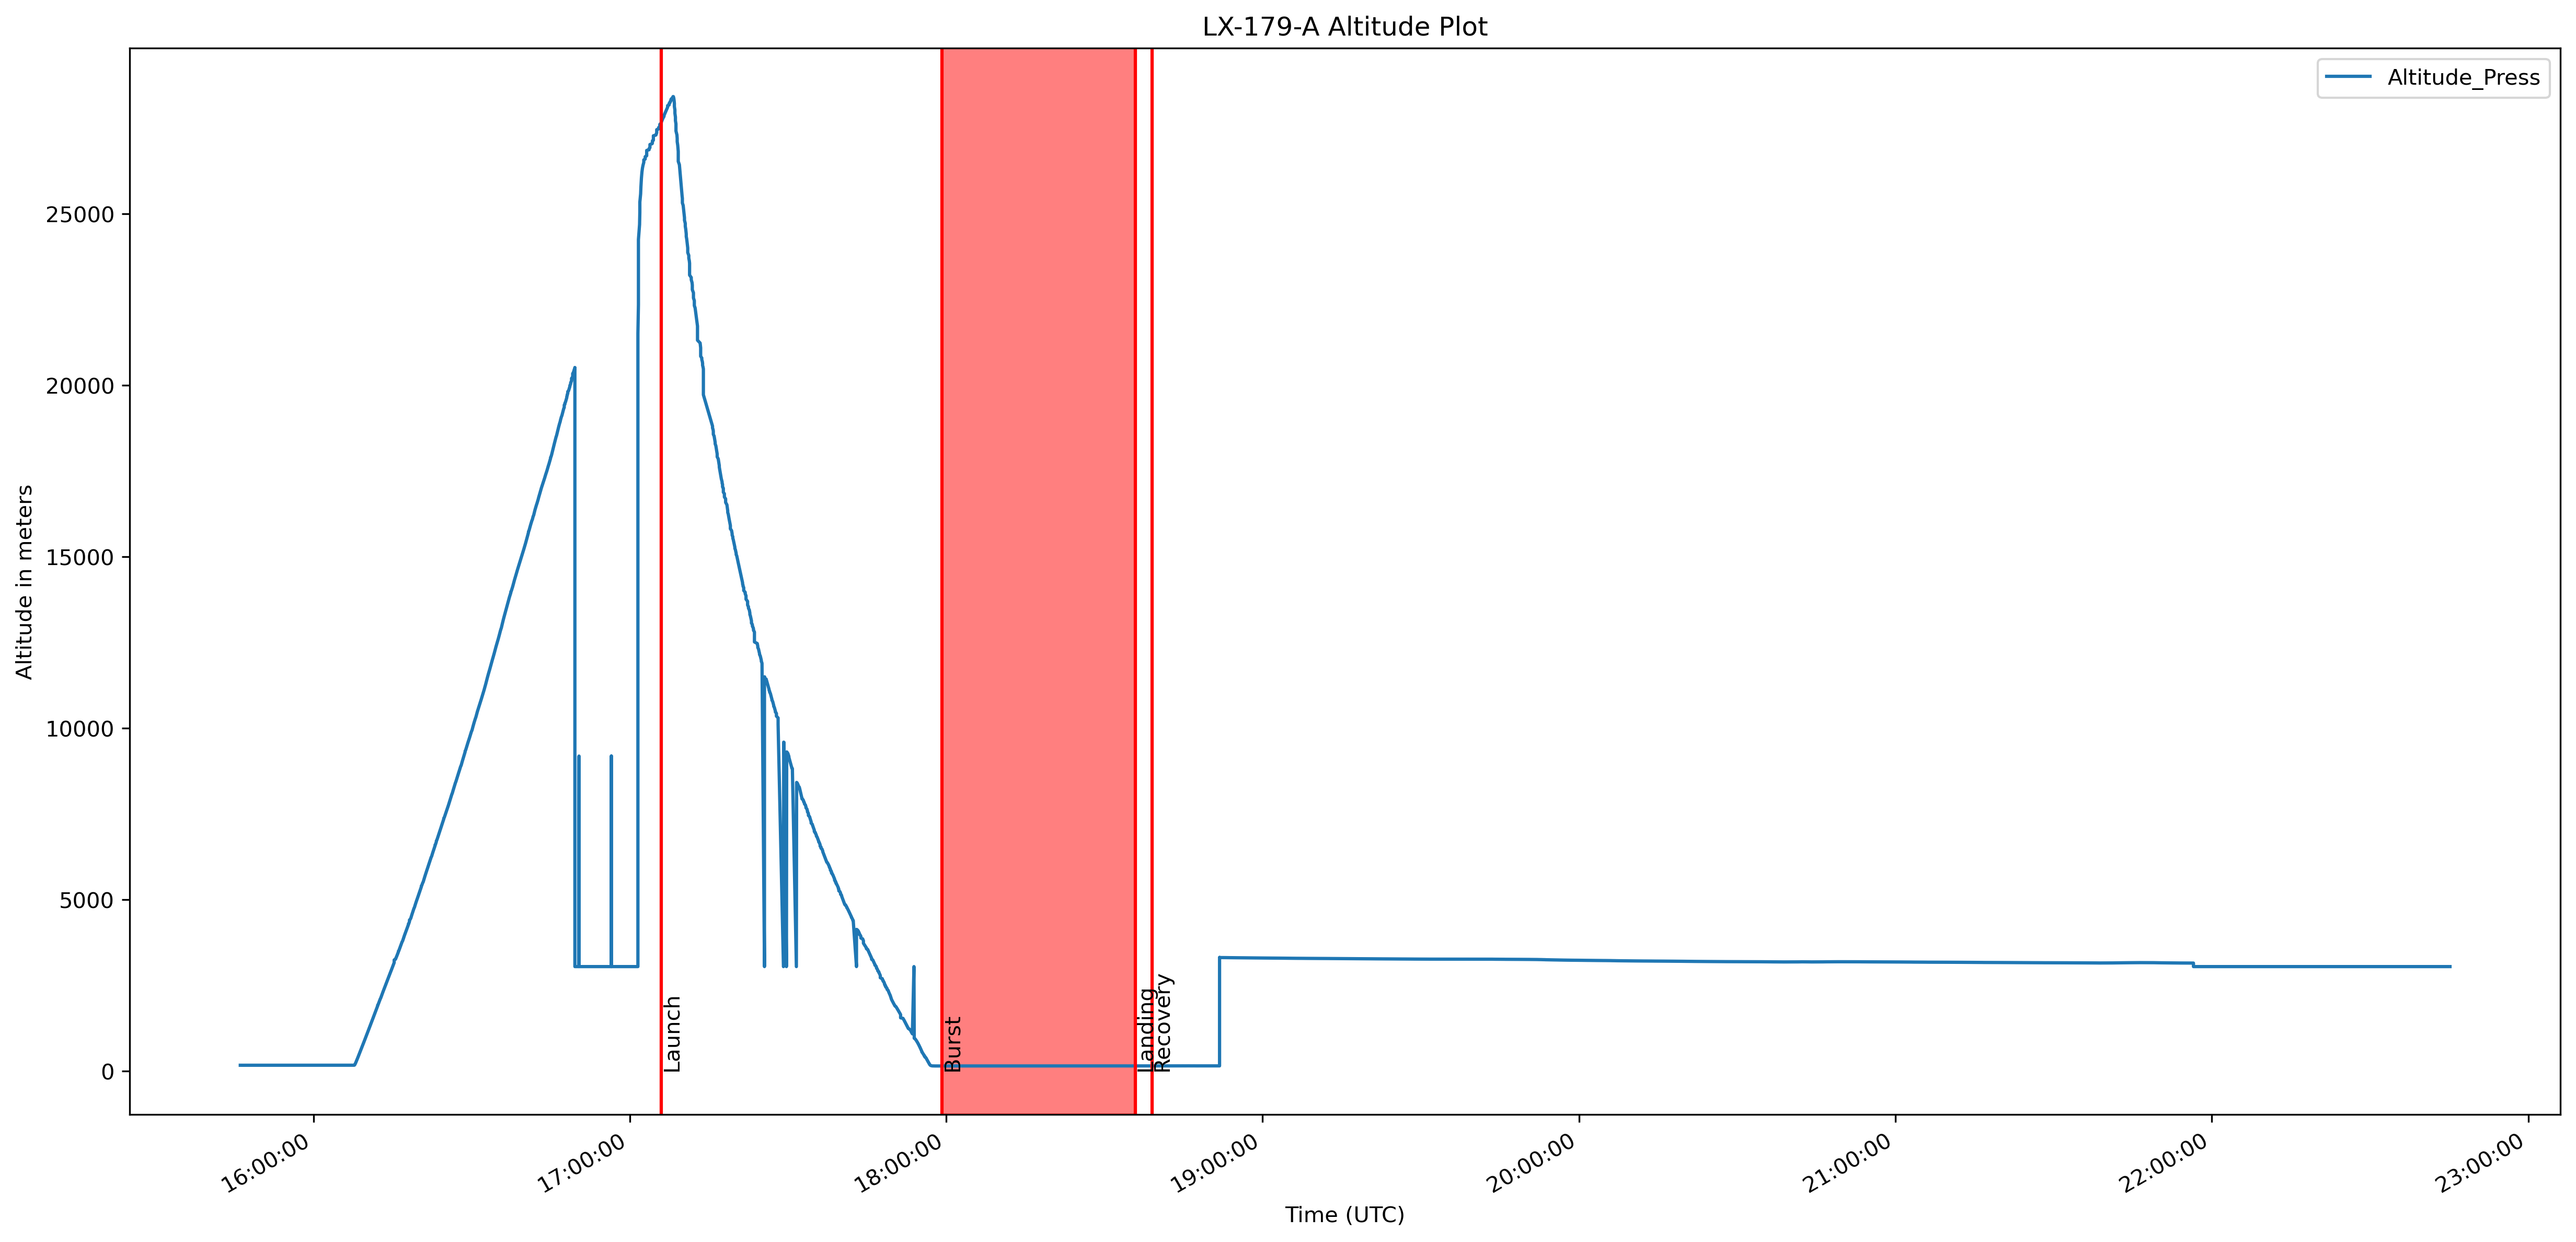 LX-179-A Altitude Plot
Altitude_Press
Altitude in meters
25000
20000
15000
10000
5000
0
Launch
Burst
Landing
Recovery
16:00:00
17:00:00
18:00:00
19:00:00
20:00:00
21:00:00
22:00:00
23:00:00
Time (UTC)